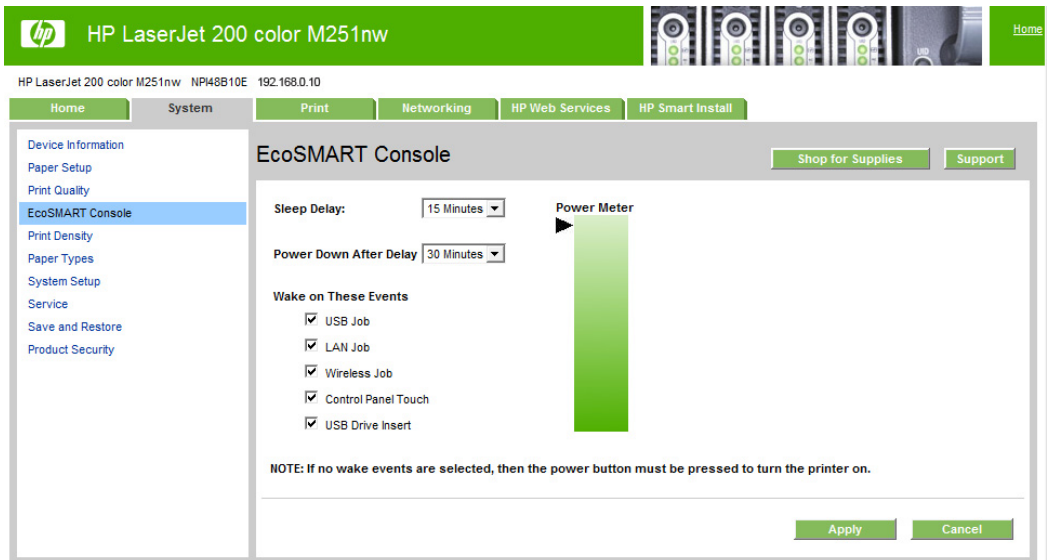 hp HP LaserJet 200 color M251nw
Home
UID
HP LaserJet 200 color M251nw NPI48B10E 192.168.0.10
Home System Print Networking HP Web Services HP Smart Install
Device Information
Paper Setup
Print Quality
EcoSMART Console
Print Density
Paper Types
System Setup
Service
Save and Restore
Product Security
EcoSMART Console
Shop for Supplies Support
Sleep Delay: 15 Minutes
Power Meter
Power Down After Delay 30 Minutes
Wake on These Events
USB Job
LAN Job
Wireless Job
Control Panel Touch
USB Drive Insert
NOTE: If no wake events are selected, then the power button must be pressed to turn the printer on.
Apply Cancel